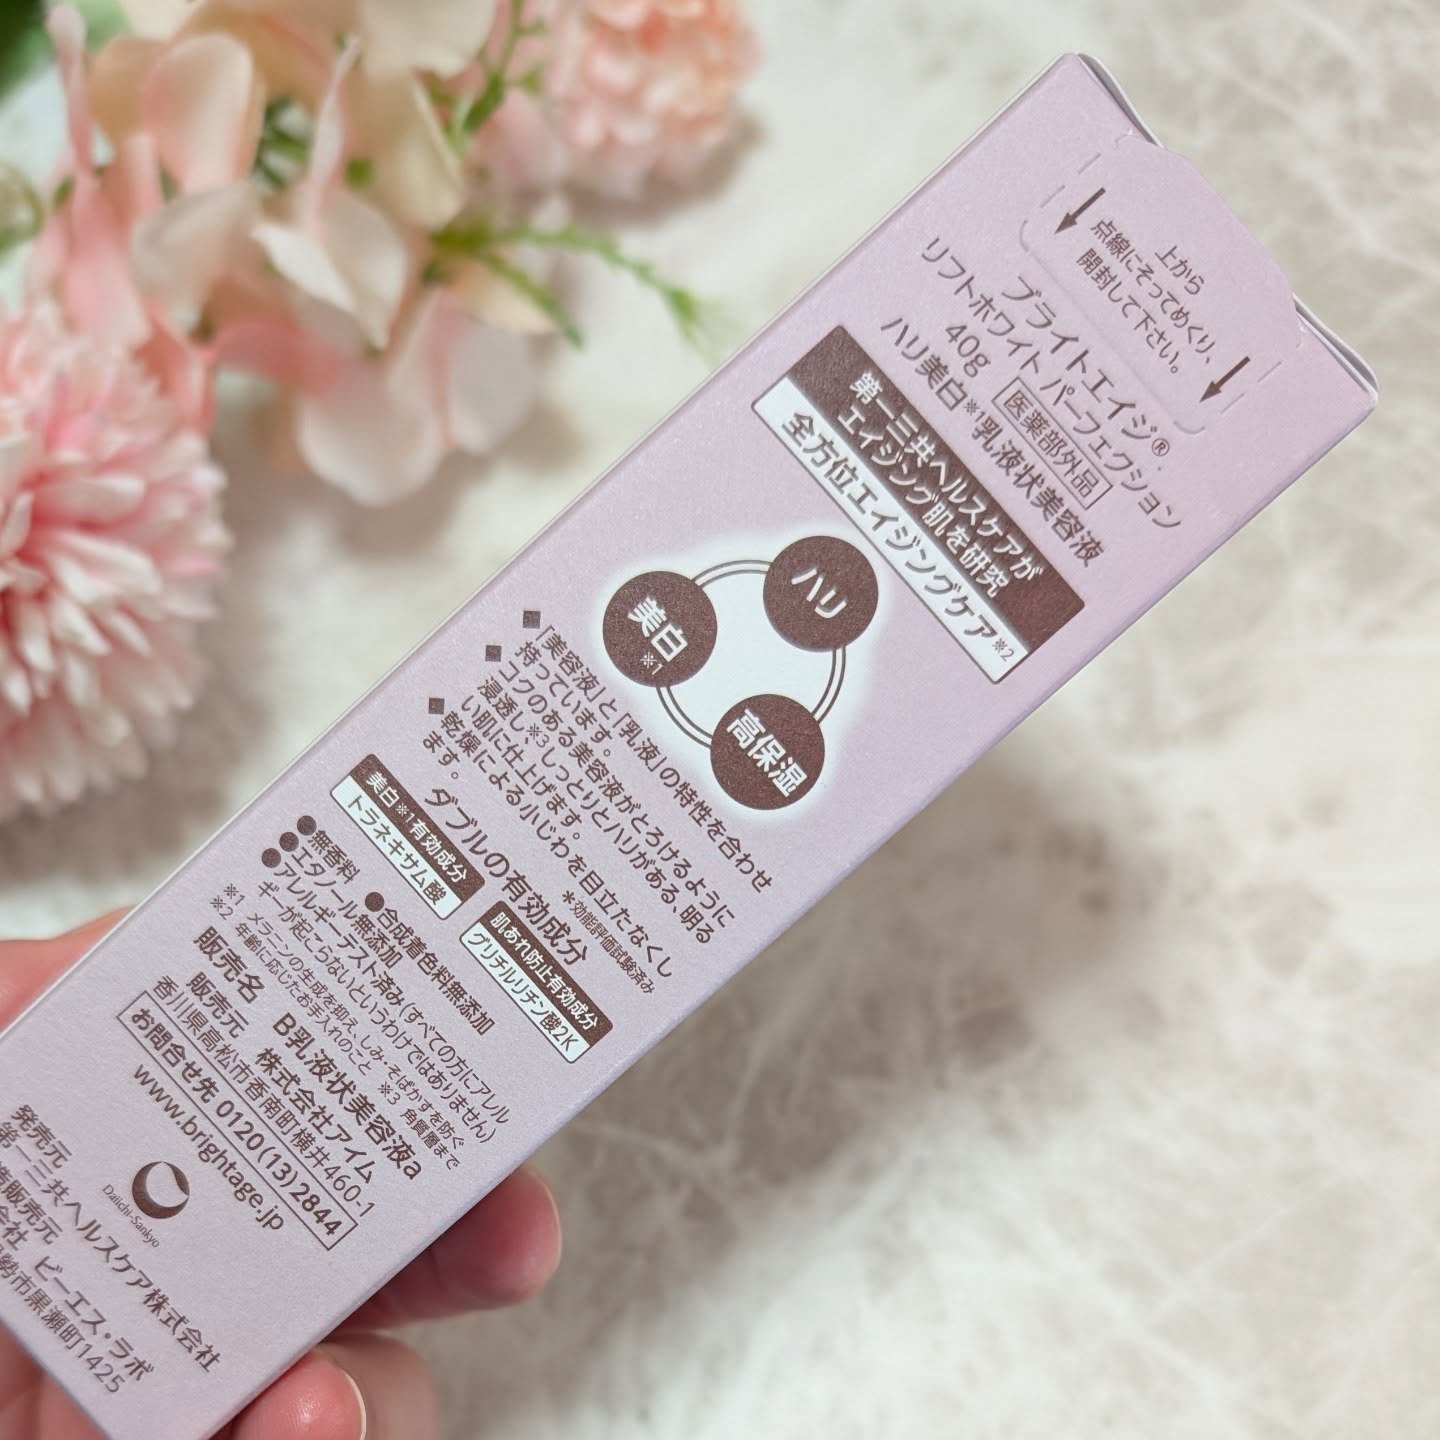 上から
点線にそってめくり、
開封して下さい。
ブライトエイジ®
リフトホワイト パーフェクション
40g 医薬部外品
ハリ美白※1乳液状美容液
第一三共ヘルスケアが
エイジング肌を研究
全方位エイジングケア※2
ハリ
美白※1
高保湿
■「美容液」と「乳液」の特性を合わせ
持っています。
■コクのある美容液がとろけるように
浸透し※3しっとりとハリがある、明る
い肌に仕上げます。
■乾燥による小じわを目立たなくし
ます。
＊効能評価試験済み
ダブルの有効成分
美白※1有効成分
トラネキサム酸
肌あれ防止有効成分
グリチルリチン酸2K
●無香料 ●合成着色料無添加
●エタノール無添加
●アレルギーテスト済み(すべての方にアレル
ギーが起こらないというわけではありません)
※1 メラニンの生成を抑え、しみ・そばかすを防ぐ
※2 年齢に応じたお手入れのこと ※3 角質層まで
販売名 B乳液状美容液a
販売元 株式会社アイム
香川県高松市香南町横井460-1
お問合せ先 0120(13)2844
www.brightage.jp
Daiichi-Sankyo
発売元
第一三共ヘルスケア株式会社
造販売元
会社 ビーエス・ラボ
勢市黒瀬町1425